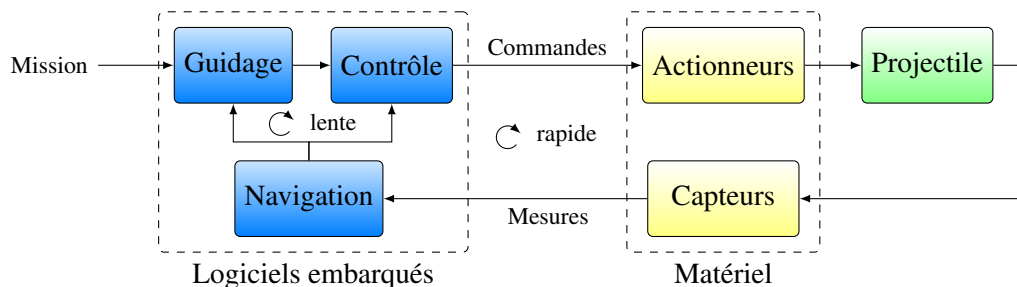 Mission
Guidage
Contrôle
Commandes
Actionneurs
Projectile
lente
rapide
Navigation
Mesures
Capteurs
Logiciels embarqués
Matériel